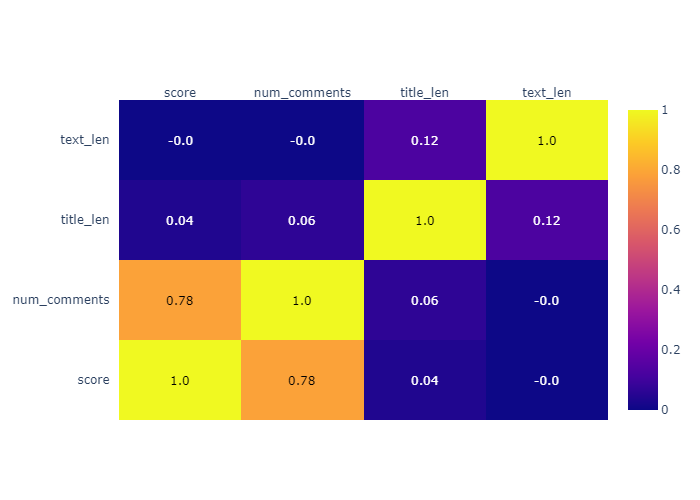 score num_comments title_len text_len
text_len -0.0 -0.0 0.12 1.0
title_len 0.04 0.06 1.0 0.12
num_comments 0.78 1.0 0.06 -0.0
score 1.0 0.78 0.04 -0.0
1
0.8
0.6
0.4
0.2
0